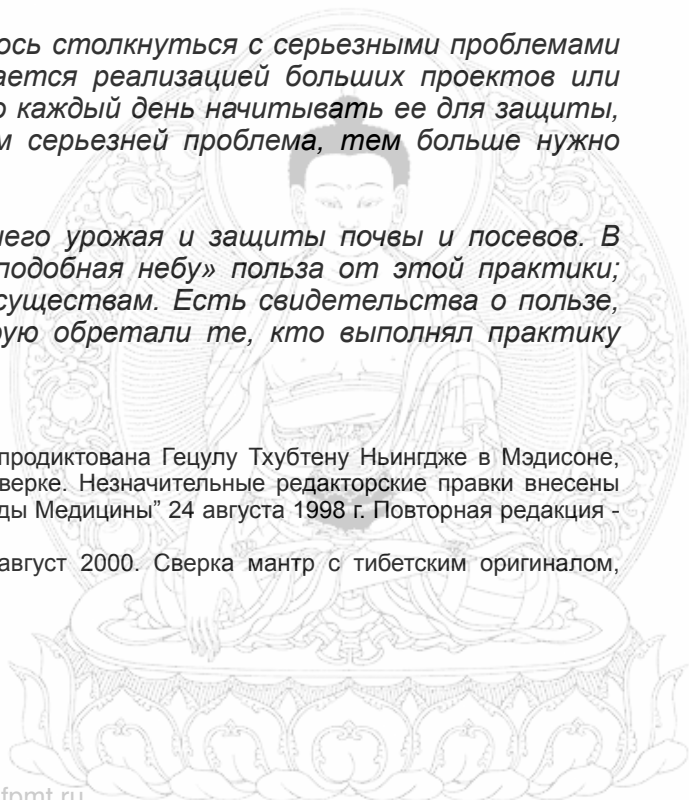 ось столкнуться с серьезными проблемами
ается реализацией больших проектов или
о каждый день начитывать ее для защиты,
м серьезней проблема, тем больше нужно
него урожая и защиты почвы и посевов. В
подобная небу» польза от этой практики;
существам. Есть свидетельства о пользе,
рую обретали те, кто выполнял практику
продиктована Гецулу Тхубтену Ньингдже в Мэдисоне,
верке. Незначительные редакторские правки внесены
ды Медицины” 24 августа 1998 г. Повторная редакция -
август 2000. Сверка мантр с тибетским оригиналом,
fpmt.ru